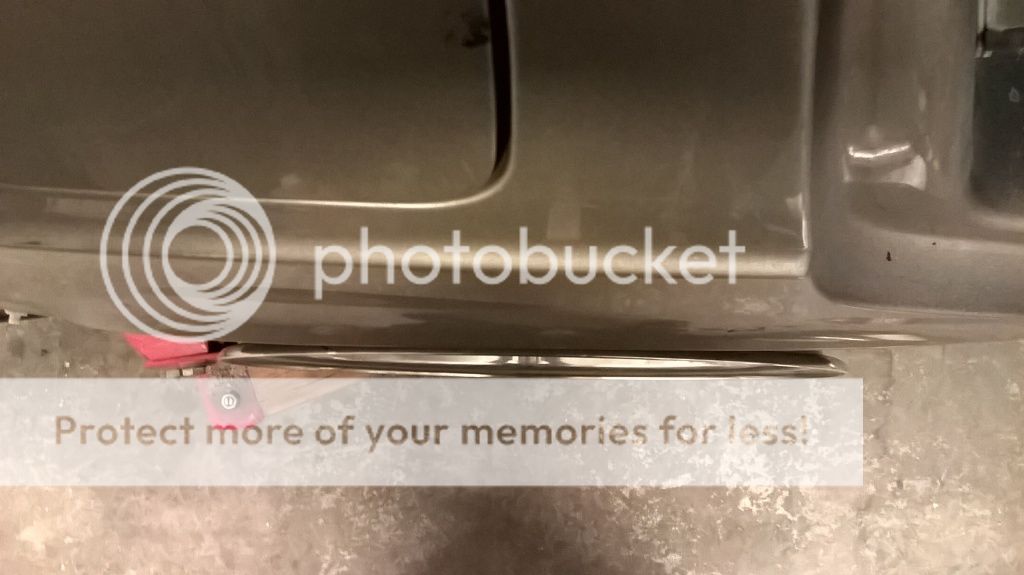 photobucket
Protect more of your memories for less!